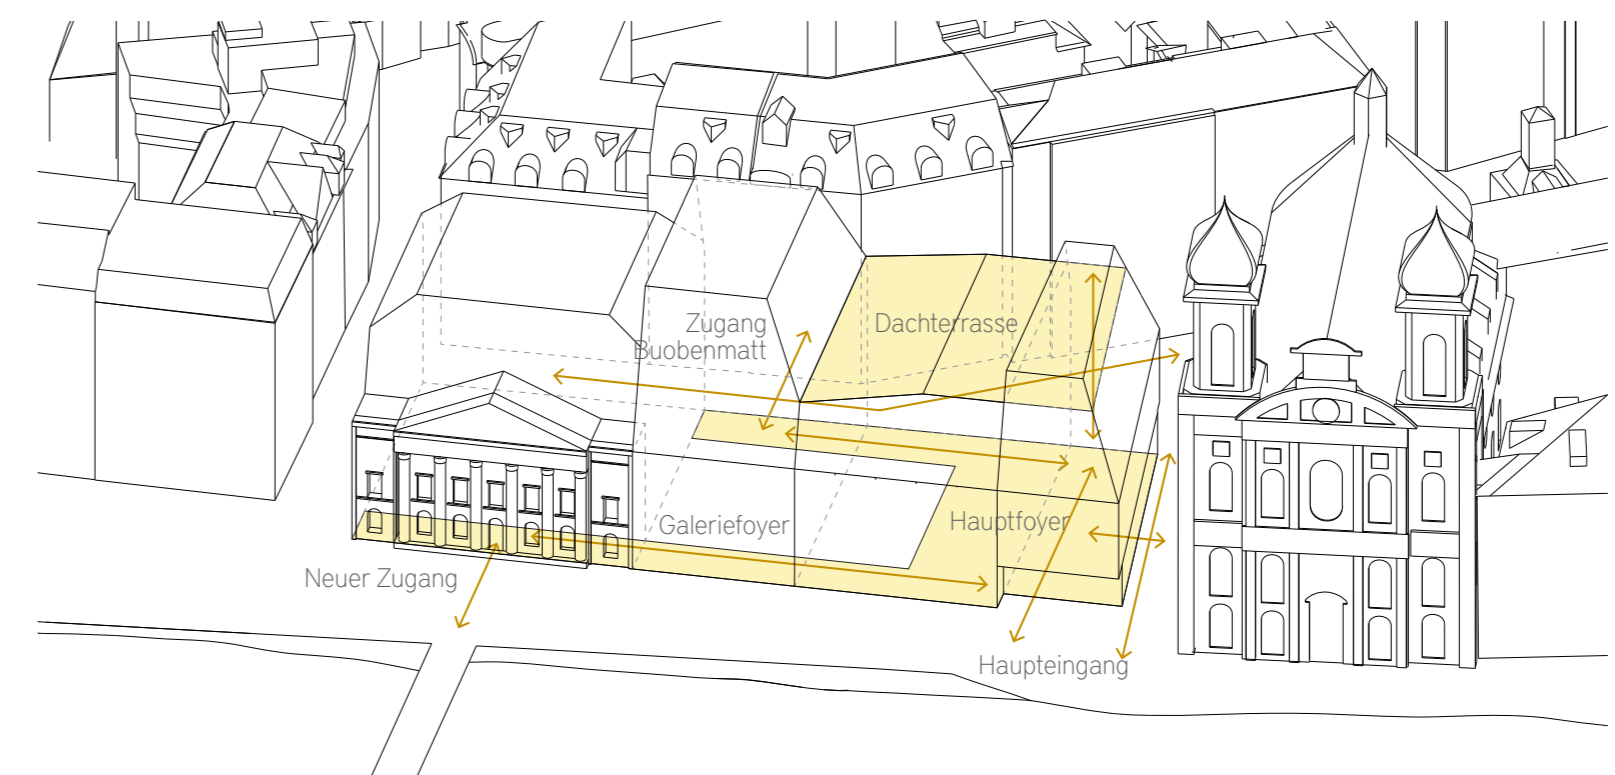 Zugang
Buobenmatt
Dachterrasse
Galeriefoyer
Hauptfoyer
Neuer Zugang
Haupteingang